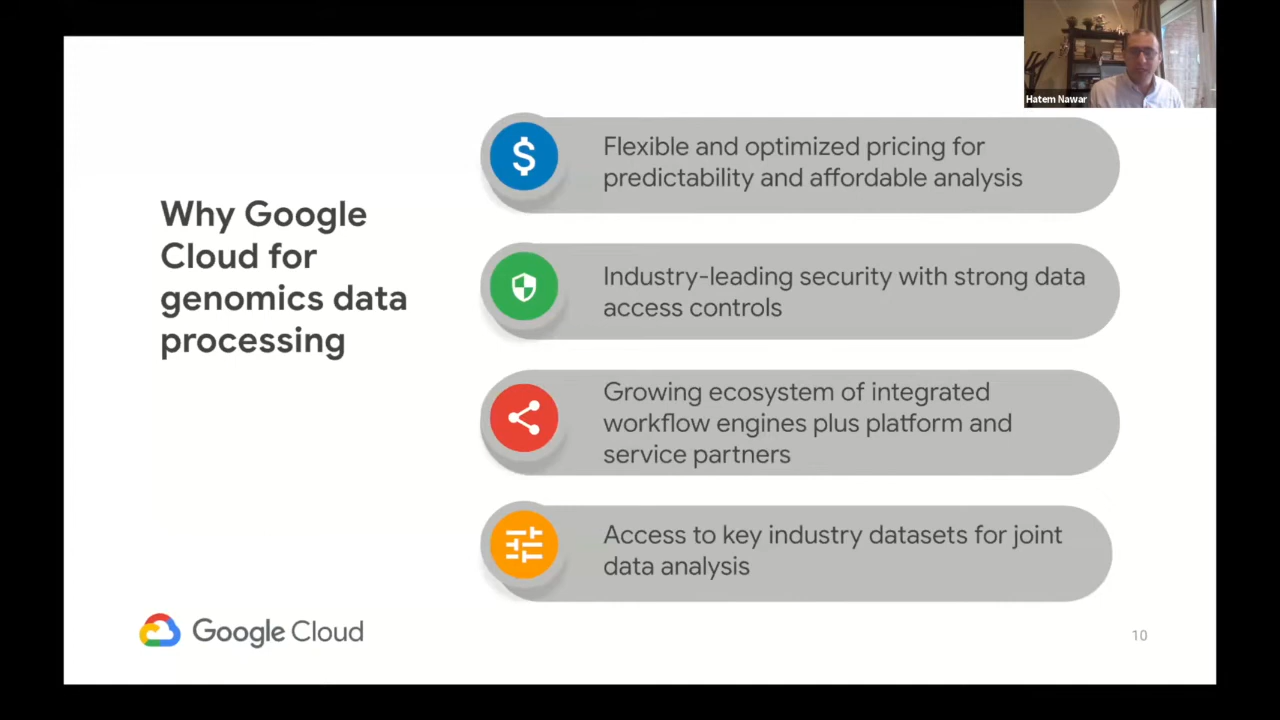 Hatem Nawar
Why Google
Cloud for
genomics data
processing
$
Flexible and optimized pricing for
predictability and affordable analysis
Industry-leading security with strong data
access controls
Growing ecosystem of integrated
workflow engines plus platform and
service partners
Access to key industry datasets for joint
data analysis
Google Cloud
10